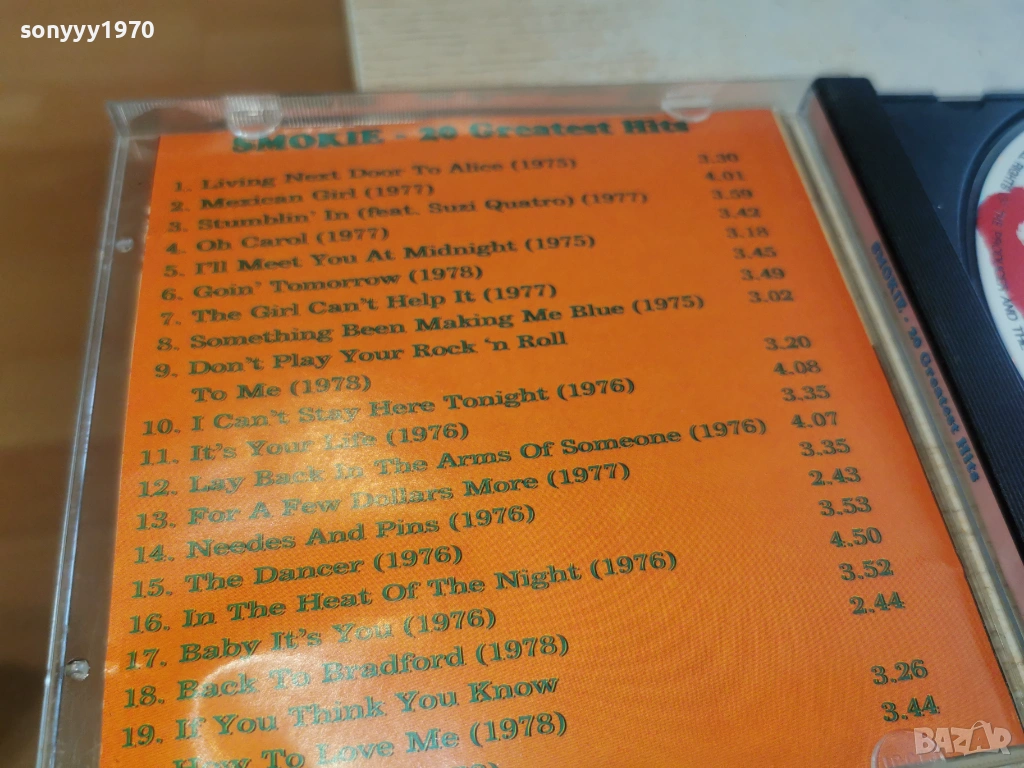 sonyyy1970
SMOKIE - 20 Greatest Hits
1. Living Next Door To Alice (1975) 3.30
2. Mexican Girl (1977) 4.01
3. Stumblin' In (feat. Suzi Quatro) (1977) 3.59
4. Oh Carol (1977) 3.42
5. I'll Meet You At Midnight (1975) 3.18
6. Goin' Tomorrow (1978) 3.45
7. The Girl Can't Help It (1977) 3.49
8. Something Been Making Me Blue (1975) 3.02
9. Don't Play Your Rock 'n Roll
To Me (1978) 3.20
10. I Can't Stay Here Tonight (1976) 4.08
11. It's Your Life (1976) 3.35
12. Lay Back In The Arms Of Someone (1976) 4.07
13. For A Few Dollars More (1977) 3.35
14. Needes And Pins (1976) 2.43
15. The Dancer (1976) 3.53
16. In The Heat Of The Night (1976) 4.50
17. Baby It's You (1976) 3.52
18. Back To Bradford (1978) 2.44
19. If You Think You Know
How To Love Me (1978) 3.26
3.44
SMOKIE - 20 Greatest Hits
BAZAR